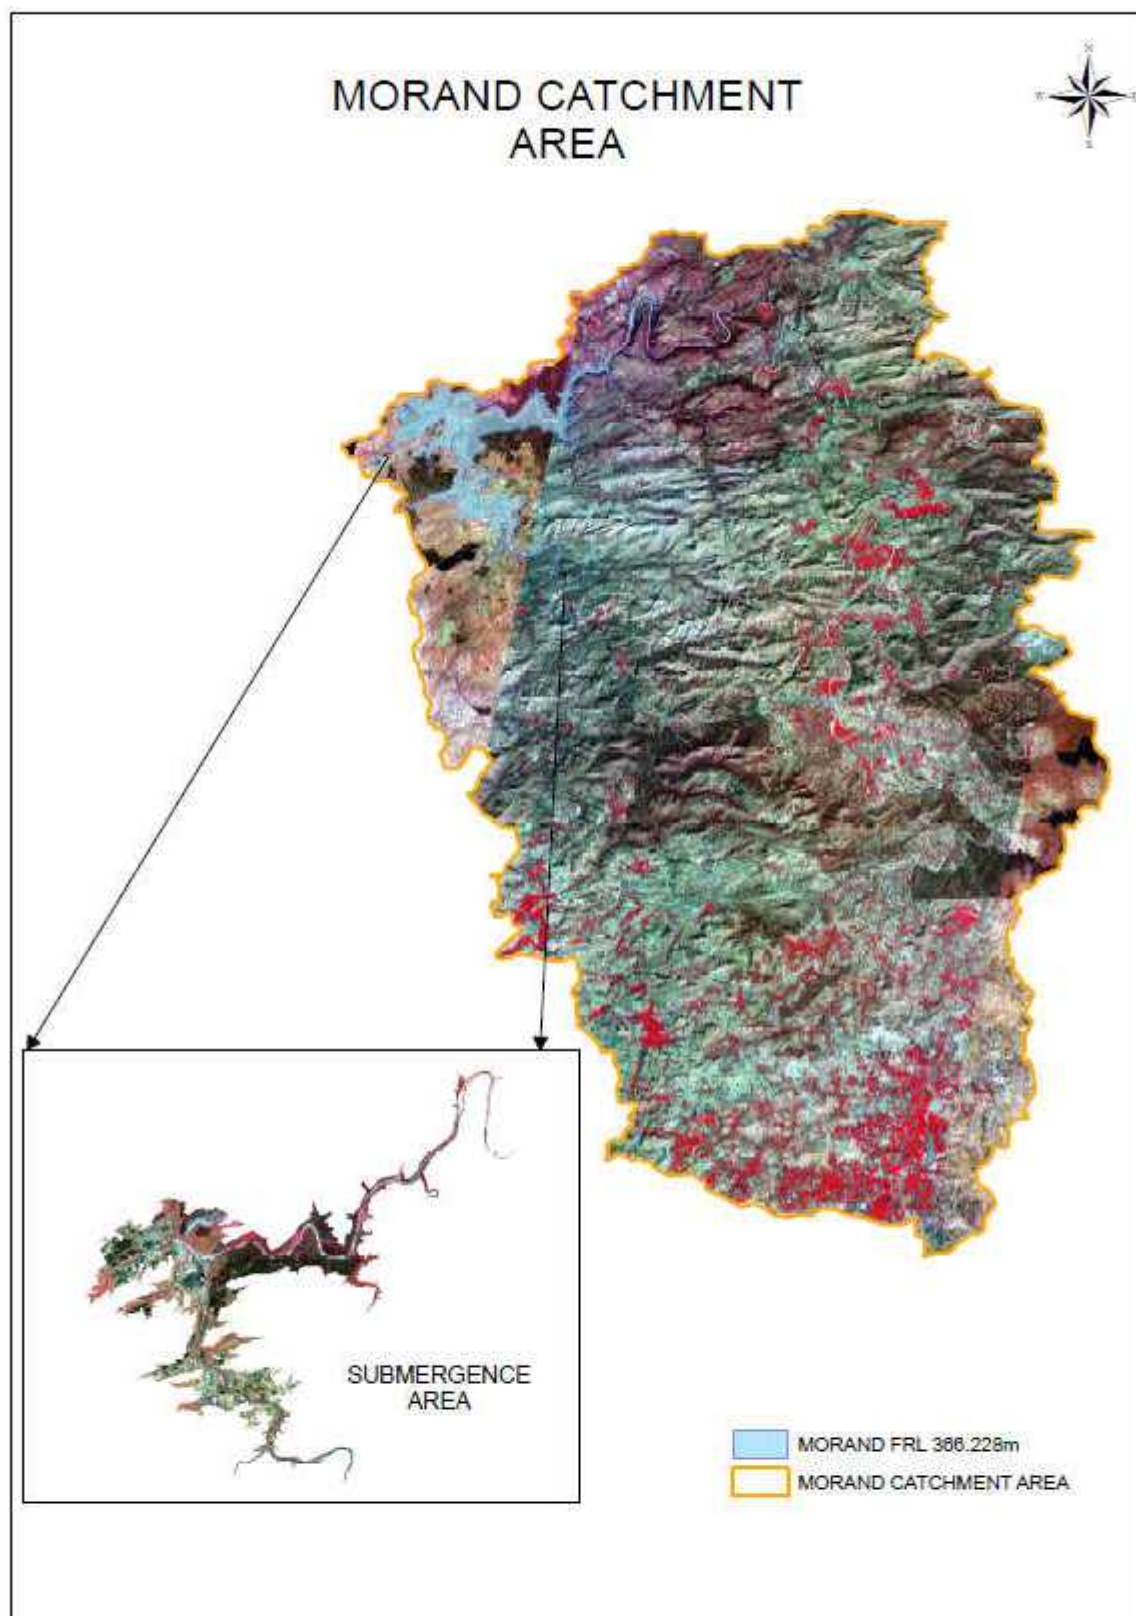 MORAND CATCHMENT
AREA
N
W
E
S
SUBMERGENCE
AREA
MORAND FRL 366.228m
MORAND CATCHMENT AREA